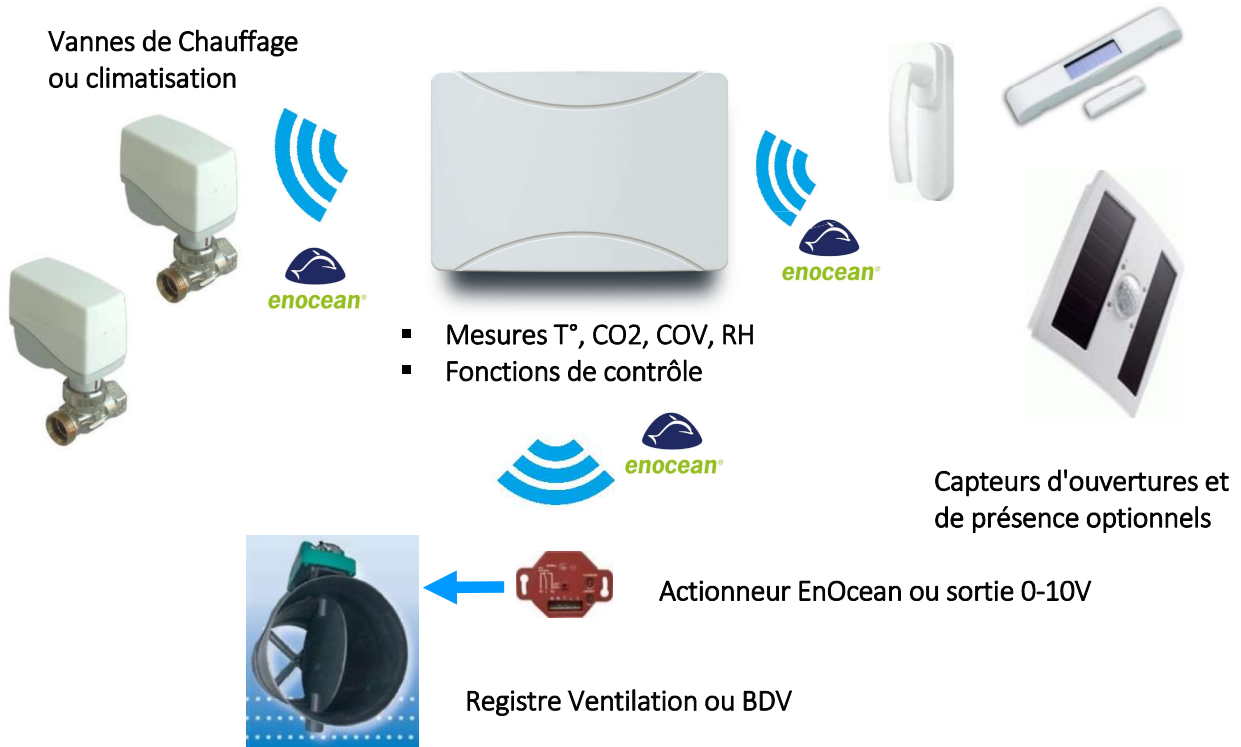 Vannes de Chauffage
ou climatisation
enocean®
enocean®
▪ Mesures T°, CO2, COV, RH
▪ Fonctions de contrôle
enocean®
Capteurs d'ouvertures et
de présence optionnels
Actionneur EnOcean ou sortie 0-10V
Registre Ventilation ou BDV